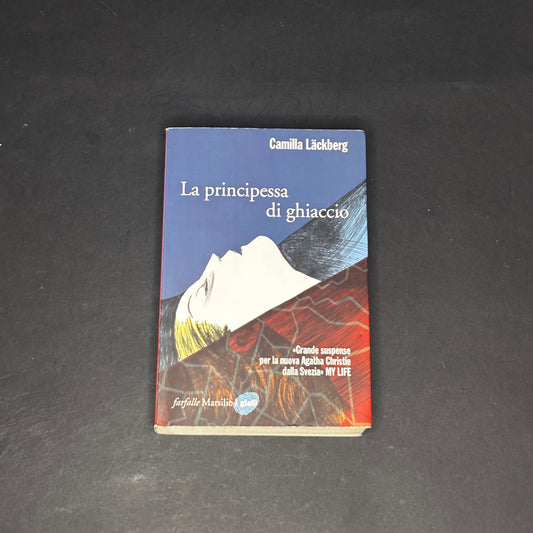 Camilla Läckberg
La principessa
di ghiaccio
«Grande suspense
per la nuova Agatha Christie
dalla Svezia» MY LIFE
farfalle Marsilio i gialli